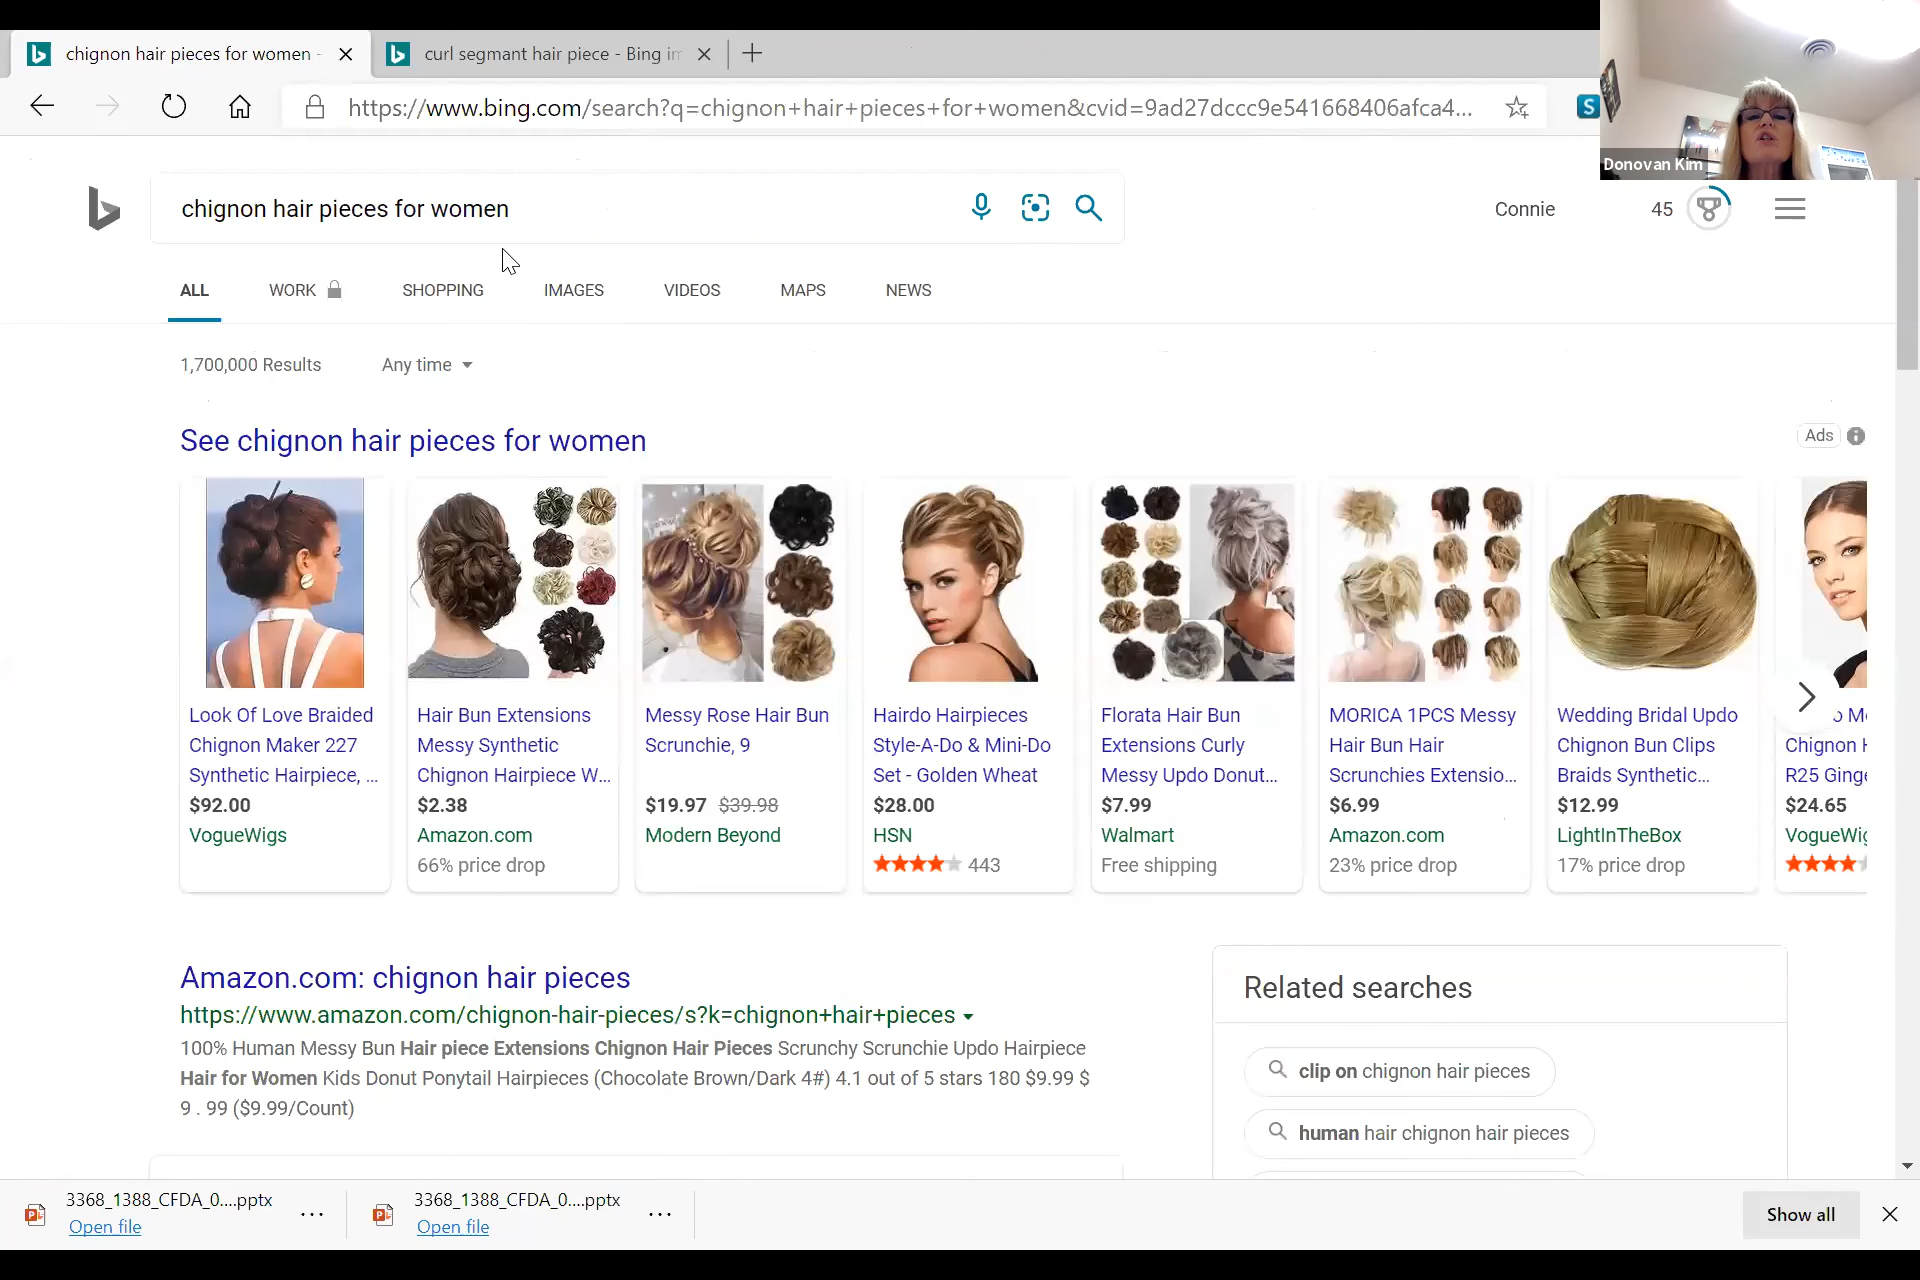 chignon hair pieces for women -
curl segmant hair piece - Bing im
https://www.bing.com/search?q=chignon+hair+pieces+for+women&cvid=9ad27dccc9e541668406afca4...
S
Donovan Kim
chignon hair pieces for women
Connie
45
ALL
WORK
SHOPPING
IMAGES
VIDEOS
MAPS
NEWS
1,700,000 Results
Any time
See chignon hair pieces for women
Ads
Look Of Love Braided
Chignon Maker 227
Synthetic Hairpiece, ...
$92.00
VogueWigs
Hair Bun Extensions
Messy Synthetic
Chignon Hairpiece W...
$2.38
Amazon.com
66% price drop
Messy Rose Hair Bun
Scrunchie, 9
$19.97 $39.98
Modern Beyond
Hairdo Hairpieces
Style-A-Do & Mini-Do
Set - Golden Wheat
$28.00
HSN
443
Florata Hair Bun
Extensions Curly
Messy Updo Donut...
$7.99
Walmart
Free shipping
MORICA 1PCS Messy
Hair Bun Hair
Scrunchies Extensio...
$6.99
Amazon.com
23% price drop
Wedding Bridal Updo
Chignon Bun Clips
Braids Synthetic...
$12.99
LightInTheBox
17% price drop
Chignon
R25
$24.65
Amazon.com: chignon hair pieces
https://www.amazon.com/chignon-hair-pieces/s?k=chignon+hair+pieces
100% Human Messy Bun Hair piece Extensions Chignon Hair Pieces Scrunchy Scrunchie Updo Hairpiece
Hair for Women Kids Donut Ponytail Hairpieces (Chocolate Brown/Dark 4#) 4.1 out of 5 stars 180 $9.99 $
9 . 99 ($9.99/Count)
Related searches
clip on chignon hair pieces
human hair chignon hair pieces
3368_1388_CFDA_0....pptx
Open file
3368_1388_CFDA_0....pptx
Open file
Show all